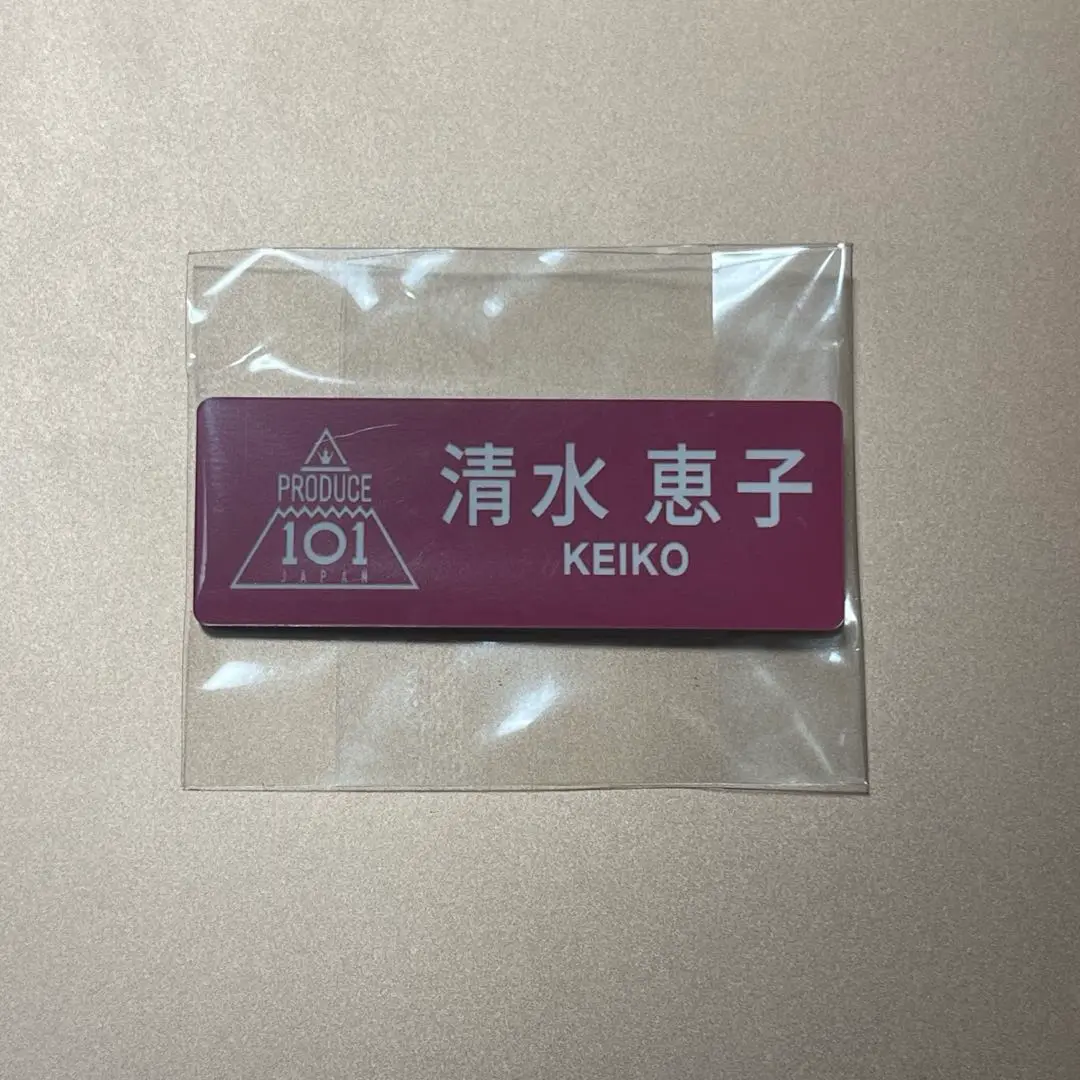 PRODUCE
101
JAPAN
清水 恵子
KEIKO